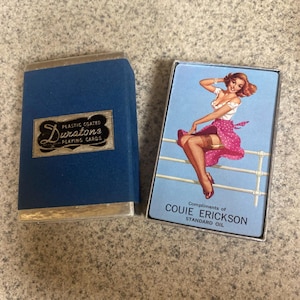 PLASTIC COATED
Duratone
PLAYING CARDS
Compliments of
COUIE ERICKSON
STANDARD OIL